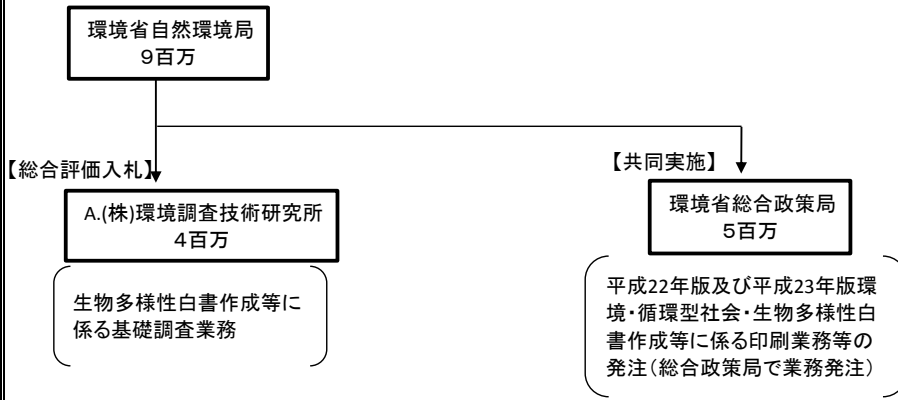 環境省自然環境局
９百万
【総合評価入札】
A.(株)環境調査技術研究所
４百万
生物多様性白書作成等に
係る基礎調査業務
【共同実施】
環境省総合政策局
５百万
平成22年版及び平成23年版環
境・循環型社会・生物多様性白
書作成等に係る印刷業務等の
発注（総合政策局で業務発注）